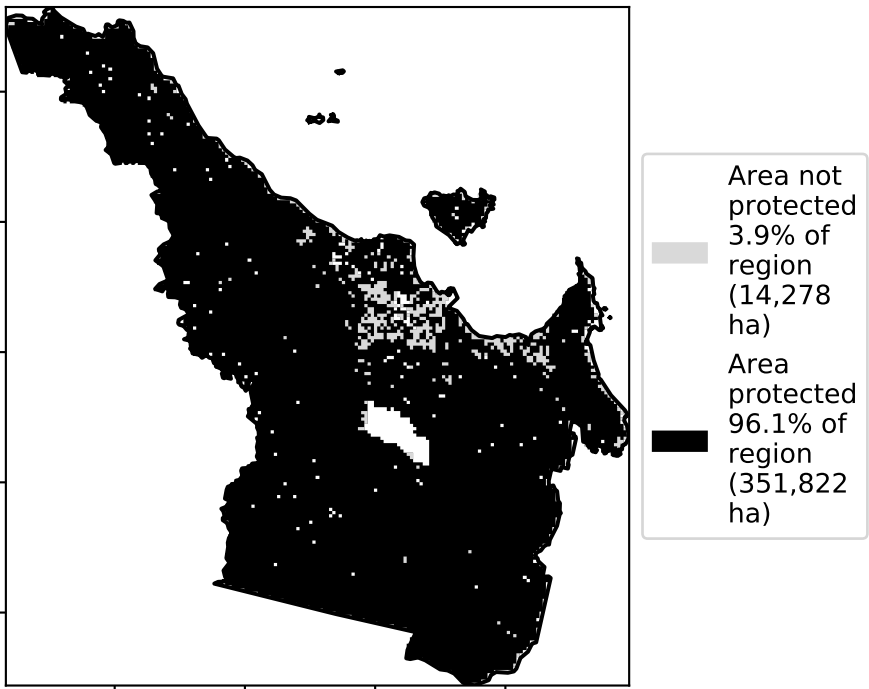 Area not
protected
3.9% of
region
(14,278
ha)
Area
protected
96.1% of
region
(351,822
ha)